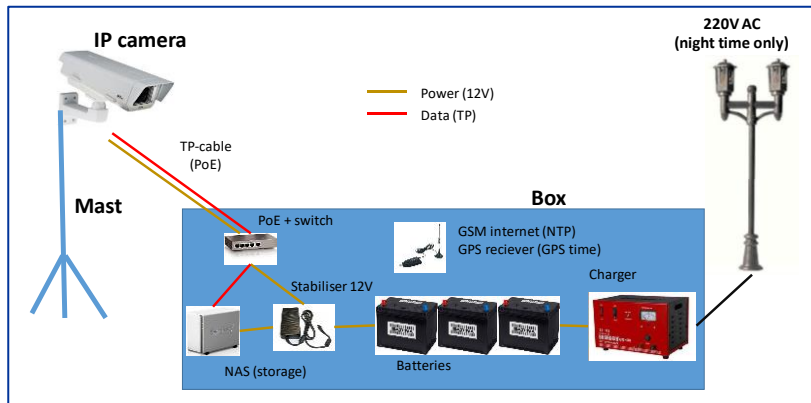 IP camera
220V AC
(night time only)
Power (12V)
Data (TP)
TP-cable
(PoE)
Mast
Box
PoE + switch
GSM internet (NTP)
GPS reciever (GPS time)
Charger
Stabiliser 12V
NAS (storage)
Batteries